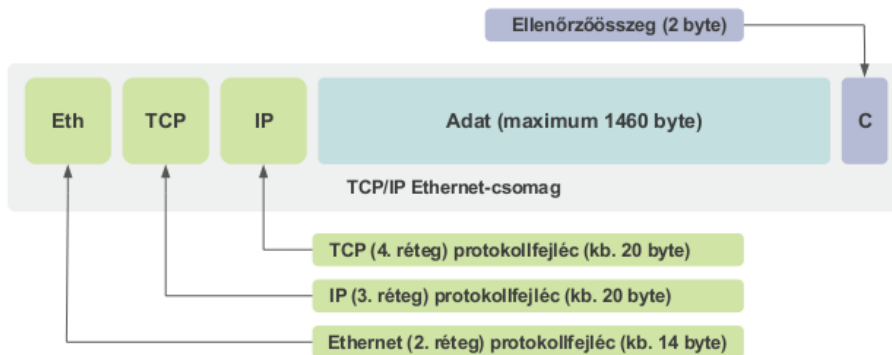 Ellenőrzőösszeg (2 byte)
Eth
TCP
IP
Adat (maximum 1460 byte)
C
TCP/IP Ethernet-csomag
TCP (4. réteg) protokollfejléc (kb. 20 byte)
IP (3. réteg) protokollfejléc (kb. 20 byte)
Ethernet (2. réteg) protokollfejléc (kb. 14 byte)